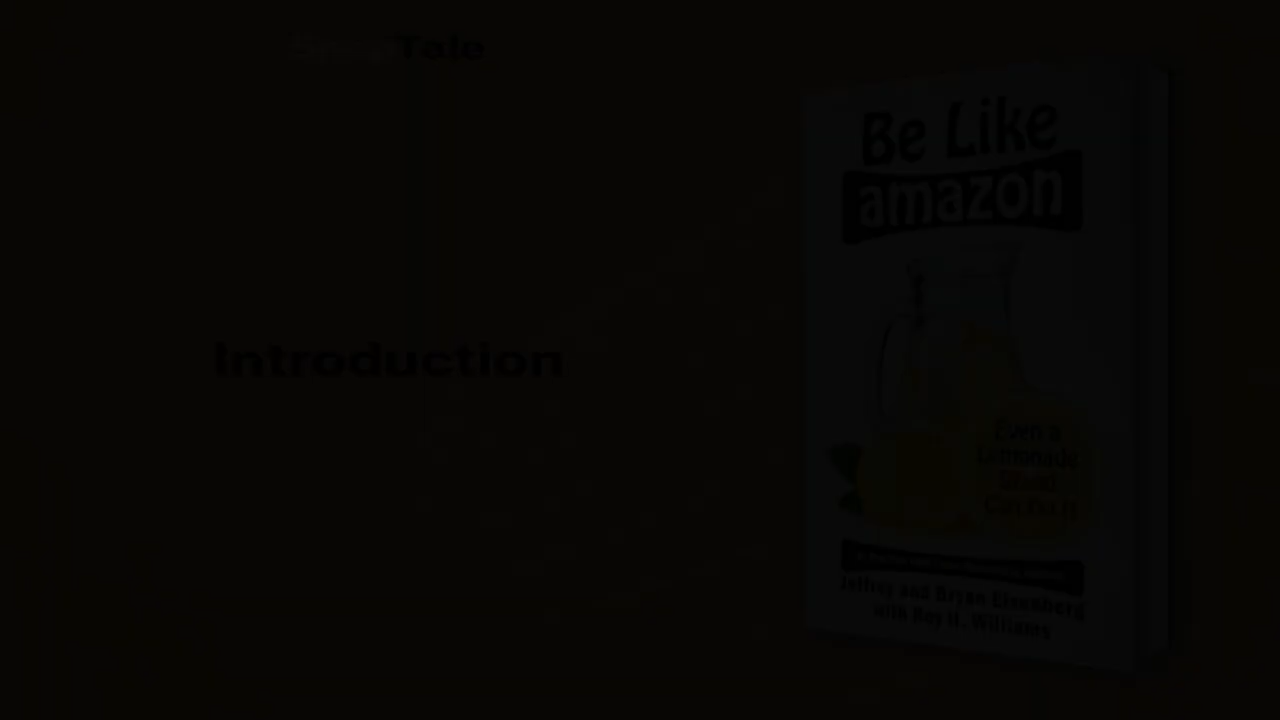 Tale
Introduction
Be Like
amazon
Even a
Lemonade
Stand
Can Do It
Jeffrey and Bryan Eisenberg
with Roy H. Williams